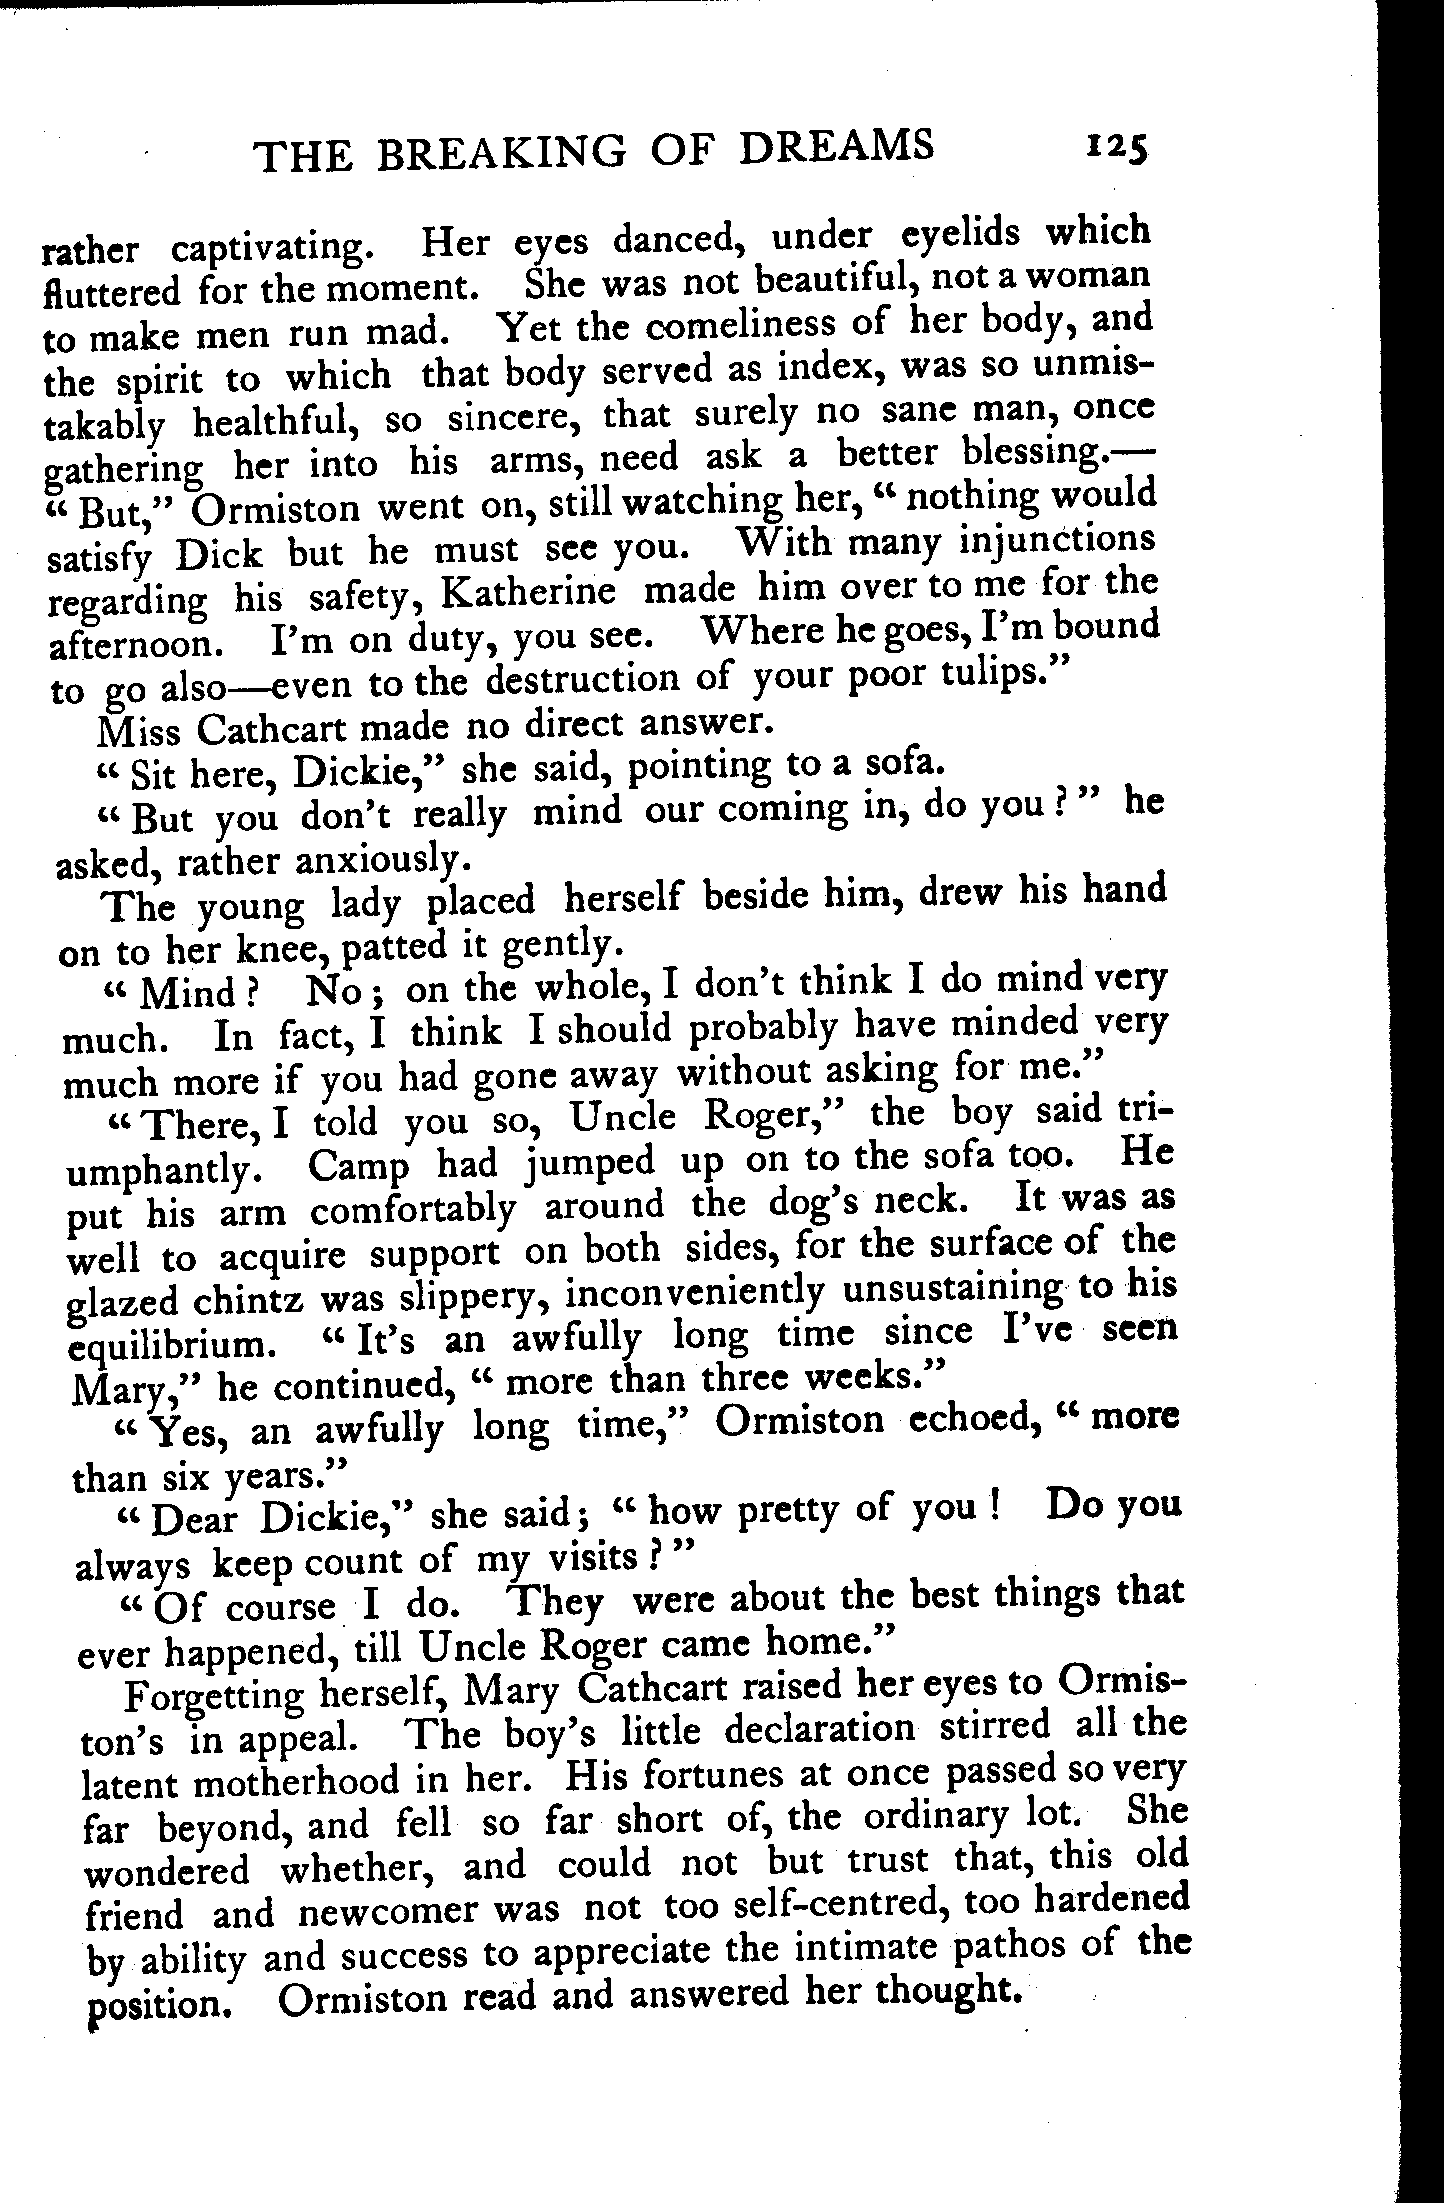 THE BREAKING OF DREAMS 125
rather captivating. Her eyes danced, under eyelids which
fluttered for the moment. She was not beautiful, not a woman
to make men run mad. Yet the comeliness of her body, and
the spirit to which that body served as index, was so unmis-
takably healthful, so sincere, that surely no sane man, once
gathering her into his arms, need ask a better blessing.—
“ But,” Ormiston went on, still watching her, “ nothing would
satisfy Dick but he must see you. With many injunctions
regarding his safety, Katherine made him over to me for the
afternoon. I’m on duty, you see. Where he goes, I’m bound
to go also—even to the destruction of your poor tulips.”
Miss Cathcart made no direct answer.
“ Sit here, Dickie,” she said, pointing to a sofa.
“ But you don’t really mind our coming in, do you ? ” he
asked, rather anxiously.
The young lady placed herself beside him, drew his hand
on to her knee, patted it gently.
“ Mind ? No ; on the whole, I don’t think I do mind very
much. In fact, I think I should probably have minded very
much more if you had gone away without asking for me.”
“ There, I told you so, Uncle Roger,” the boy said tri-
umphantly. Camp had jumped up on to the sofa too. He
put his arm comfortably around the dog’s neck. It was as
well to acquire support on both sides, for the surface of the
glazed chintz was slippery, inconveniently unsustaining to his
equilibrium. “ It’s an awfully long time since I’ve seen
Mary,” he continued, “ more than three weeks.”
“ Yes, an awfully long time,” Ormiston echoed, “ more
than six years.”
“ Dear Dickie,” she said ; “ how pretty of you ! Do you
always keep count of my visits ? ”
“ Of course I do. They were about the best things that
ever happened, till Uncle Roger came home.”
Forgetting herself, Mary Cathcart raised her eyes to Ormis-
ton’s in appeal. The boy’s little declaration stirred all the
latent motherhood in her. His fortunes at once passed so very
far beyond, and fell so far short of, the ordinary lot. She
wondered whether, and could not but trust that, this old
friend and newcomer was not too self-centred, too hardened
by ability and success to appreciate the intimate pathos of the
position. Ormiston read and answered her thought.